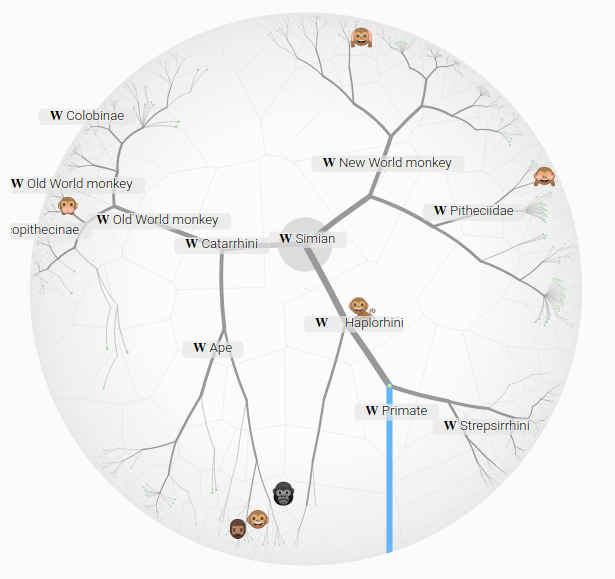 W Colobinae
W New World monkey
W Old World monkey
W Pitheciidae
W Old World monkey
opithecinae
W Catarrhini
W Simian
W Haplorhini
W Ape
W Primate
W Strepsirrhini